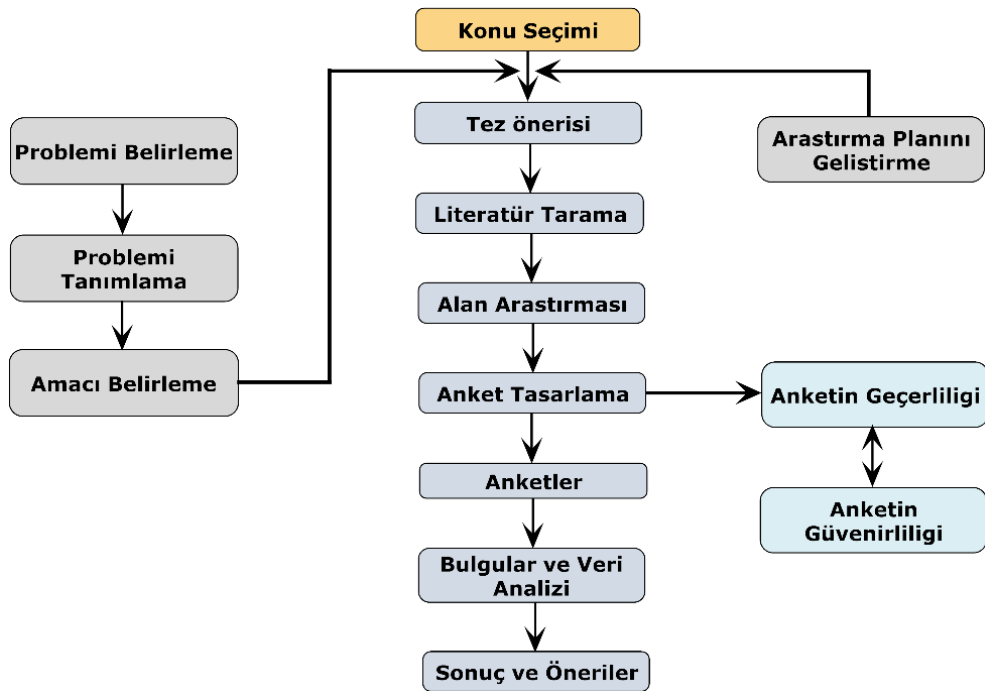 Konu Seçimi
Tez önerisi
Problemi Belirleme
Arastırma Planını
Gelistirme
Literatür Tarama
Problemi
Tanımlama
Alan Arastırması
Amacı Belirleme
Anket Tasarlama
Anketin Geçerliligi
Anketler
Anketin
Güvenirliligi
Bulgular ve Veri
Analizi
Sonuç ve Öneriler